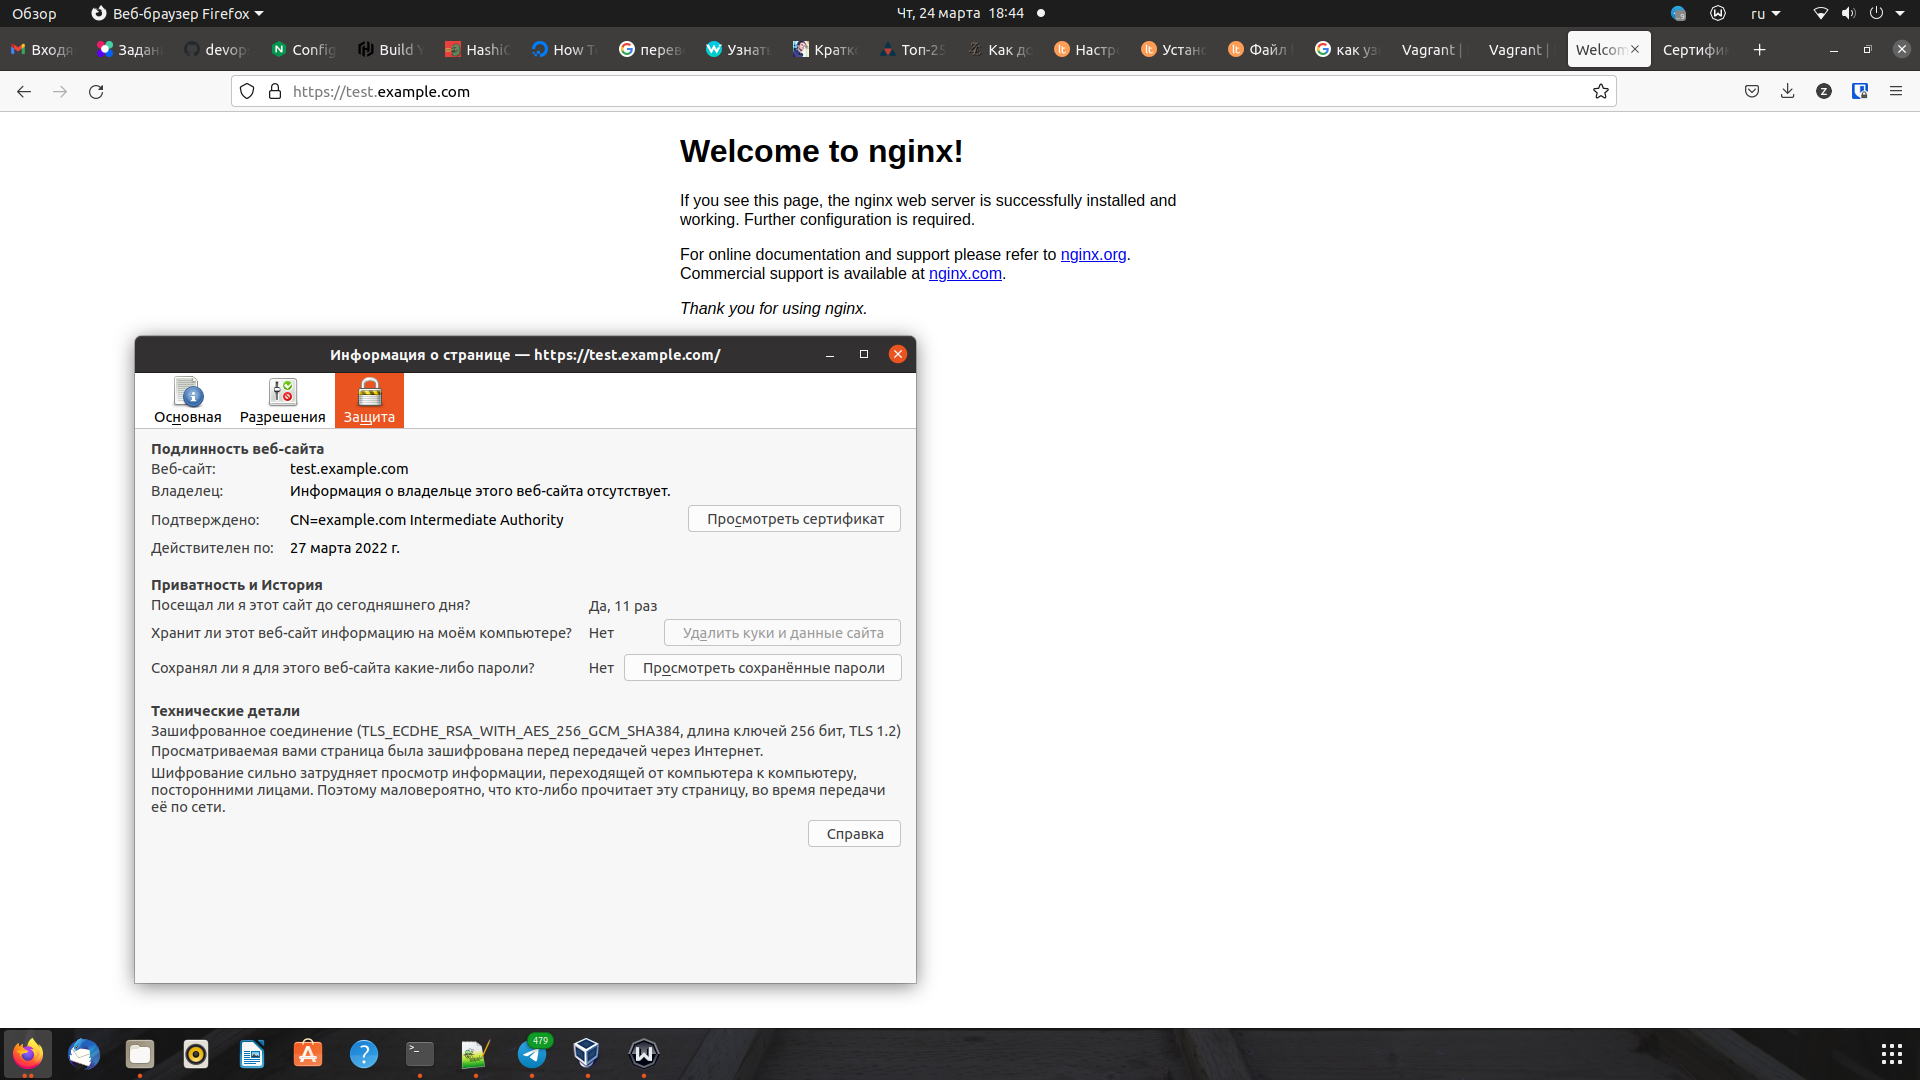 Обзор
Веб-браузер Firefox
Чт, 24 марта 18:44
ru
Входя
Задан
devop
Config
Build Y
HashiC
How T
перев
Узнать
Кратко
Топ-25
Как до
Настро
Устано
Файл
как уз
Vagrant |
Vagrant |
Welcom
Сертифи
https://test.example.com
Welcome to nginx!
If you see this page, the nginx web server is successfully installed and
working. Further configuration is required.
For online documentation and support please refer to nginx.org.
Commercial support is available at nginx.com.
Thank you for using nginx.
Информация о странице — https://test.example.com/
Основная
Разрешения
Защита
Подлинность веб-сайта
Веб-сайт: test.example.com
Владелец: Информация о владельце этого веб-сайта отсутствует.
Подтверждено: CN=example.com Intermediate Authority
Просмотреть сертификат
Действителен по: 27 марта 2022 г.
Приватность и История
Посещал ли я этот сайт до сегодняшнего дня? Да, 11 раз
Хранит ли этот веб-сайт информацию на моём компьютере? Нет
Удалить куки и данные сайта
Сохранял ли я для этого веб-сайта какие-либо пароли? Нет
Просмотреть сохранённые пароли
Технические детали
Зашифрованное соединение (TLS_ECDHE_RSA_WITH_AES_256_GCM_SHA384, длина ключей 256 бит, TLS 1.2)
Просматриваемая вами страница была зашифрована перед передачей через Интернет.
Шифрование сильно затрудняет просмотр информации, переходящей от компьютера к компьютеру,
посторонними лицами. Поэтому маловероятно, что кто-либо прочитает эту страницу, во время передачи
её по сети.
Справка
479